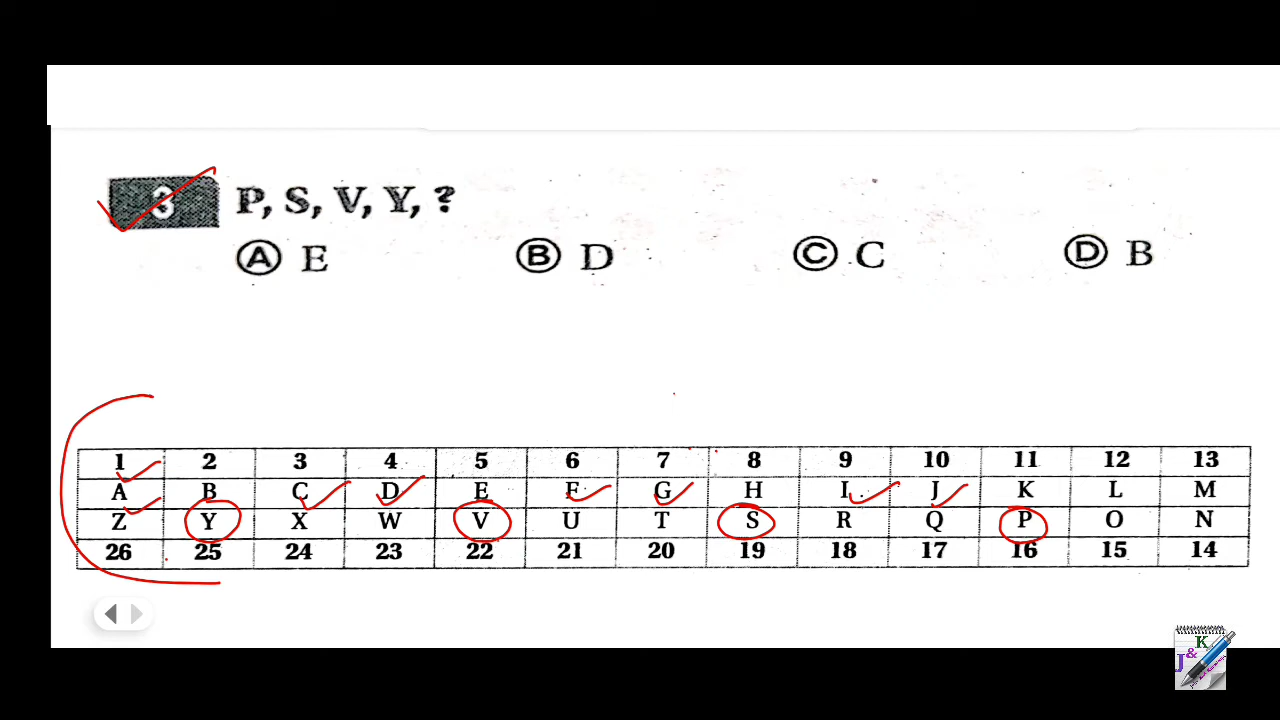 3 P, S, V, Y, ?
Ⓐ E Ⓑ D Ⓒ C Ⓓ B
1 2 3 4 5 6 7 8 9 10 11 12 13
A B C D E F G H I J K L M
Z Y X W V U T S R Q P O N
26 25 24 23 22 21 20 19 18 17 16 15 14
J & K